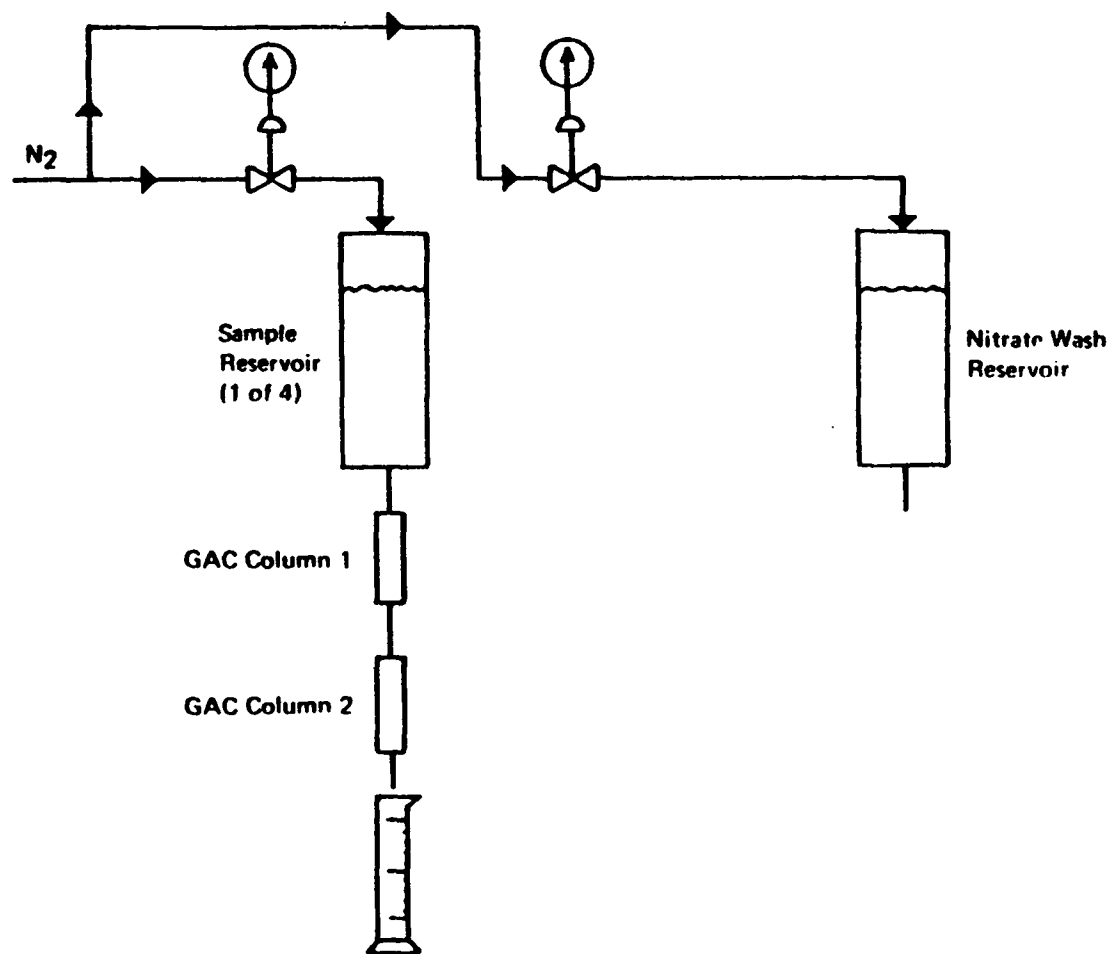 N2
Sample
Reservoir
(1 of 4)
Nitrate Wash
Reservoir
GAC Column 1
GAC Column 2